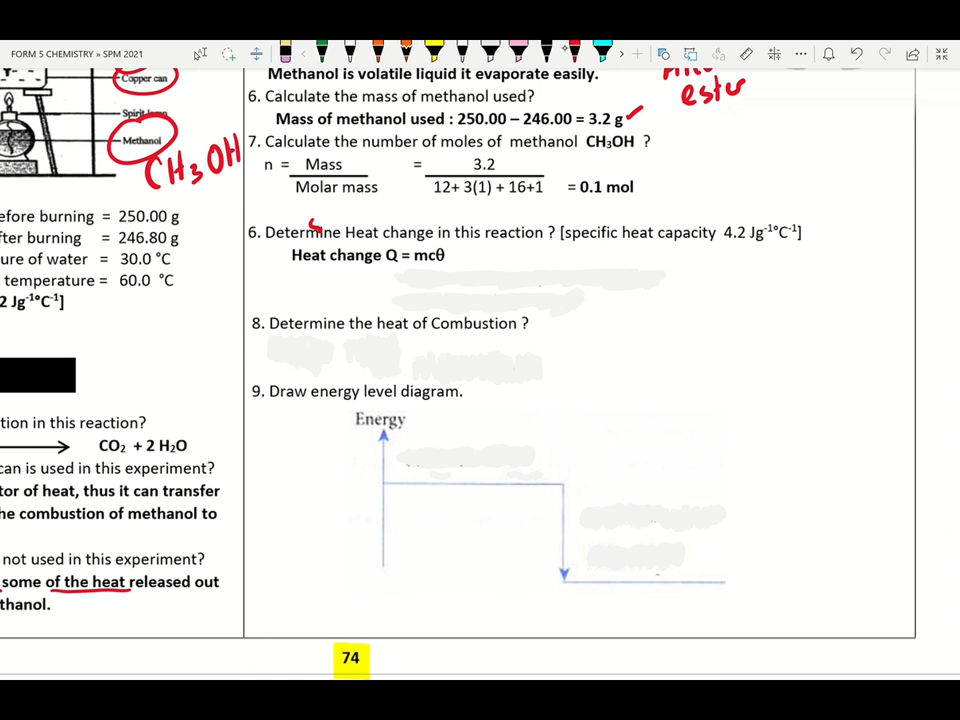 FORM 5 CHEMISTRY » SPM 2021
Copper can
Methanol
CH3OH
efore burning = 250.00 g
fter burning = 246.80 g
ure of water = 30.0 °C
temperature = 60.0 °C
2 Jg⁻¹°C⁻¹]
tion in this reaction?
CO₂ + 2 H₂O
can is used in this experiment?
tor of heat, thus it can transfer
he combustion of methanol to
not used in this experiment?
some of the heat released out
thanol.
Methanol is volatile liquid it evaporate easily.
ester
6. Calculate the mass of methanol used?
Mass of methanol used : 250.00 – 246.00 = 3.2 g
7. Calculate the number of moles of methanol CH₃OH ?
n = Mass = 3.2
Molar mass 12+ 3(1) + 16+1 = 0.1 mol
6. Determine Heat change in this reaction ? [specific heat capacity 4.2 Jg⁻¹°C⁻¹]
Heat change Q = mcθ
8. Determine the heat of Combustion ?
9. Draw energy level diagram.
Energy
74